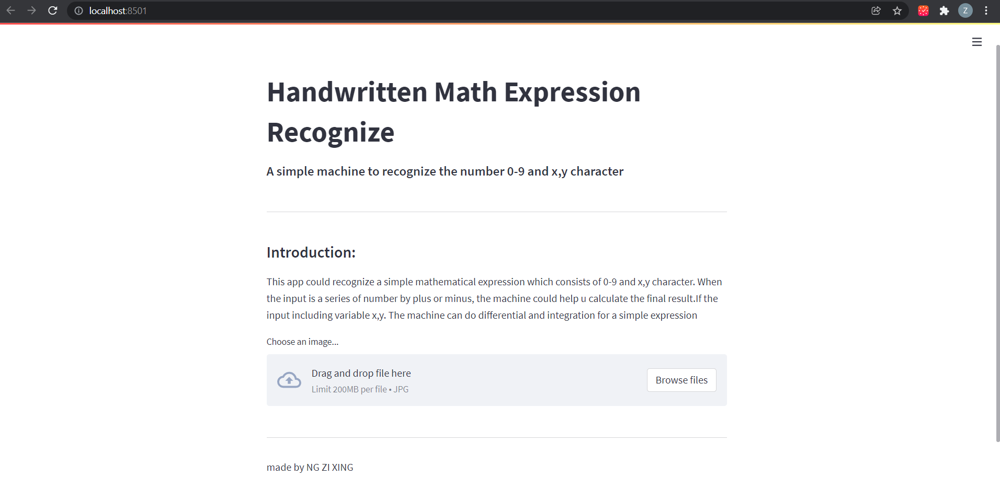 localhost:8501
Z
Handwritten Math Expression
Recognize
A simple machine to recognize the number 0-9 and x,y character
Introduction:
This app could recognize a simple mathematical expression which consists of 0-9 and x,y character. When
the input is a series of number by plus or minus, the machine could help u calculate the final result.If the
input including variable x,y. The machine can do differential and integration for a simple expression
Choose an image...
Drag and drop file here
Limit 200MB per file • JPG
Browse files
made by NG ZI XING